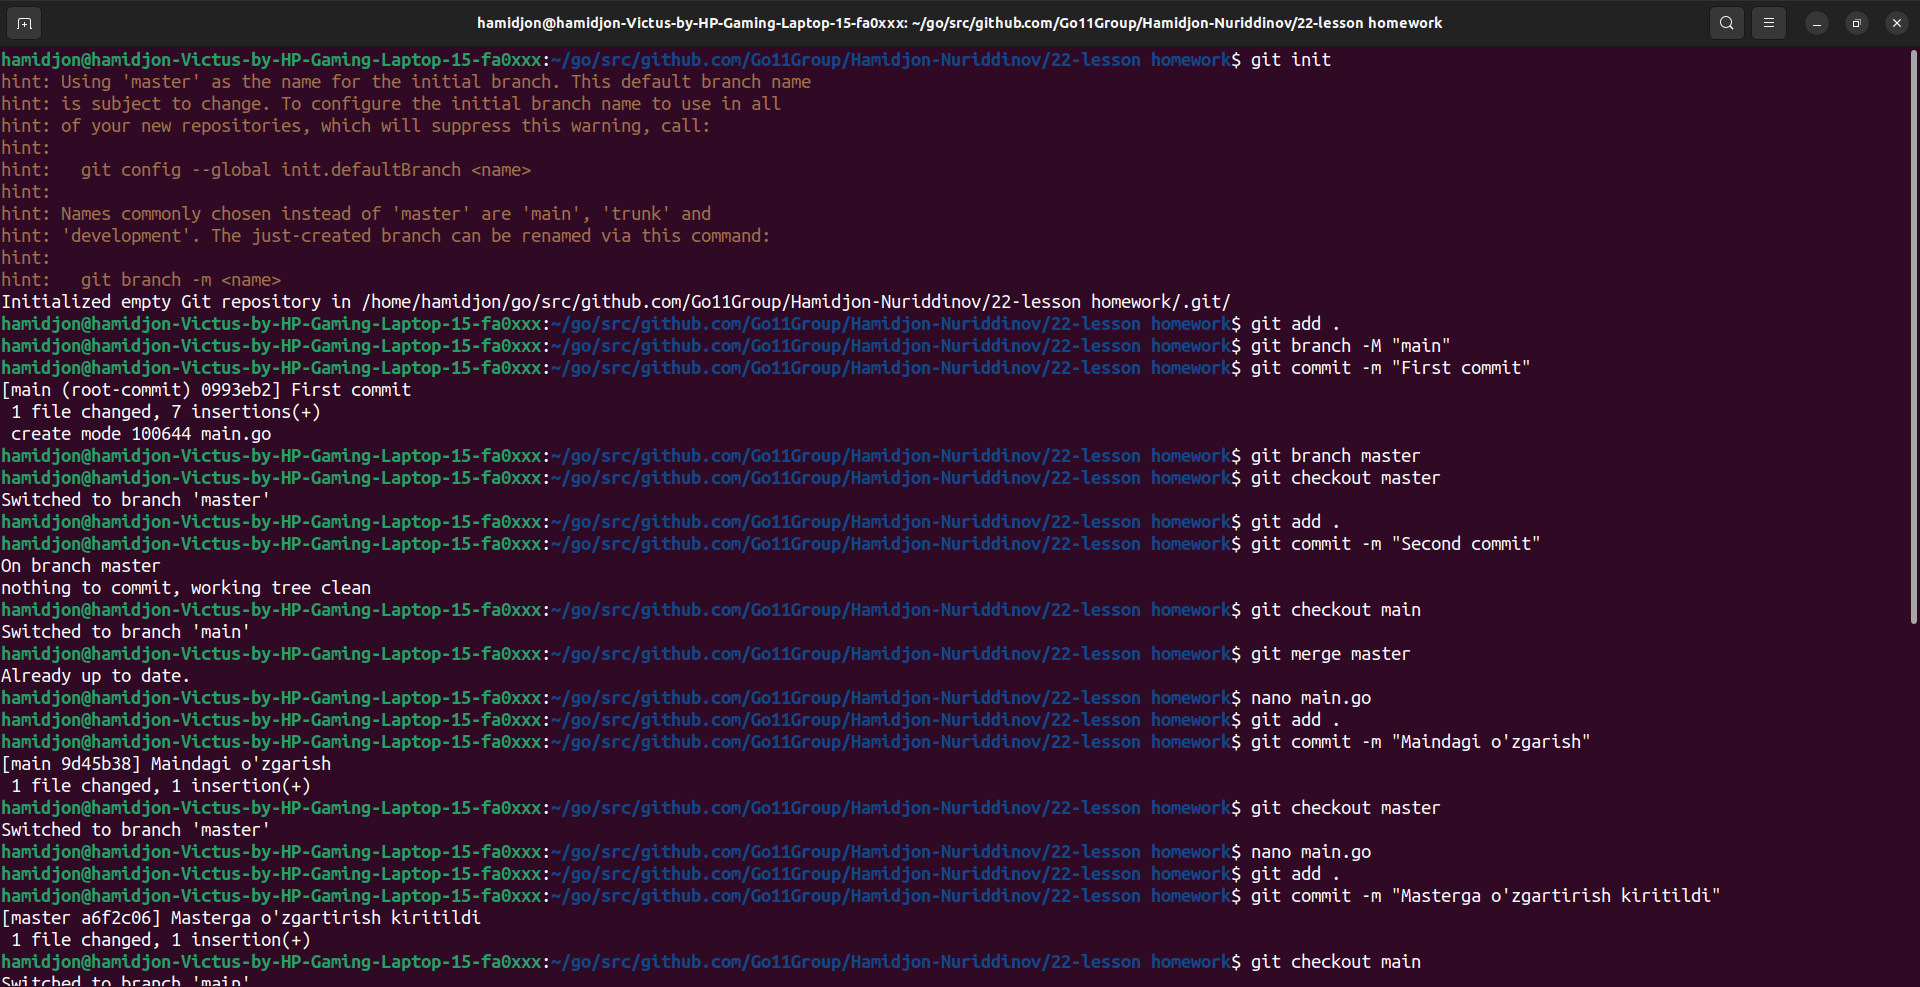 hamidjon@hamidjon-Victus-by-HP-Gaming-Laptop-15-fa0xxx: ~/go/src/github.com/Go11Group/Hamidjon-Nuriddinov/22-lesson homework
hamidjon@hamidjon-Victus-by-HP-Gaming-Laptop-15-fa0xxx:~/go/src/github.com/Go11Group/Hamidjon-Nuriddinov/22-lesson homework$ git init
hint: Using 'master' as the name for the initial branch. This default branch name
hint: is subject to change. To configure the initial branch name to use in all
hint: of your new repositories, which will suppress this warning, call:
hint:
hint:   git config --global init.defaultBranch <name>
hint:
hint: Names commonly chosen instead of 'master' are 'main', 'trunk' and
hint: 'development'. The just-created branch can be renamed via this command:
hint:
hint:   git branch -m <name>
Initialized empty Git repository in /home/hamidjon/go/src/github.com/Go11Group/Hamidjon-Nuriddinov/22-lesson homework/.git/
hamidjon@hamidjon-Victus-by-HP-Gaming-Laptop-15-fa0xxx:~/go/src/github.com/Go11Group/Hamidjon-Nuriddinov/22-lesson homework$ git add .
hamidjon@hamidjon-Victus-by-HP-Gaming-Laptop-15-fa0xxx:~/go/src/github.com/Go11Group/Hamidjon-Nuriddinov/22-lesson homework$ git branch -M "main"
hamidjon@hamidjon-Victus-by-HP-Gaming-Laptop-15-fa0xxx:~/go/src/github.com/Go11Group/Hamidjon-Nuriddinov/22-lesson homework$ git commit -m "First commit"
[main (root-commit) 0993eb2] First commit
 1 file changed, 7 insertions(+)
 create mode 100644 main.go
hamidjon@hamidjon-Victus-by-HP-Gaming-Laptop-15-fa0xxx:~/go/src/github.com/Go11Group/Hamidjon-Nuriddinov/22-lesson homework$ git branch master
hamidjon@hamidjon-Victus-by-HP-Gaming-Laptop-15-fa0xxx:~/go/src/github.com/Go11Group/Hamidjon-Nuriddinov/22-lesson homework$ git checkout master
Switched to branch 'master'
hamidjon@hamidjon-Victus-by-HP-Gaming-Laptop-15-fa0xxx:~/go/src/github.com/Go11Group/Hamidjon-Nuriddinov/22-lesson homework$ git add .
hamidjon@hamidjon-Victus-by-HP-Gaming-Laptop-15-fa0xxx:~/go/src/github.com/Go11Group/Hamidjon-Nuriddinov/22-lesson homework$ git commit -m "Second commit"
On branch master
nothing to commit, working tree clean
hamidjon@hamidjon-Victus-by-HP-Gaming-Laptop-15-fa0xxx:~/go/src/github.com/Go11Group/Hamidjon-Nuriddinov/22-lesson homework$ git checkout main
Switched to branch 'main'
hamidjon@hamidjon-Victus-by-HP-Gaming-Laptop-15-fa0xxx:~/go/src/github.com/Go11Group/Hamidjon-Nuriddinov/22-lesson homework$ git merge master
Already up to date.
hamidjon@hamidjon-Victus-by-HP-Gaming-Laptop-15-fa0xxx:~/go/src/github.com/Go11Group/Hamidjon-Nuriddinov/22-lesson homework$ nano main.go
hamidjon@hamidjon-Victus-by-HP-Gaming-Laptop-15-fa0xxx:~/go/src/github.com/Go11Group/Hamidjon-Nuriddinov/22-lesson homework$ git add .
hamidjon@hamidjon-Victus-by-HP-Gaming-Laptop-15-fa0xxx:~/go/src/github.com/Go11Group/Hamidjon-Nuriddinov/22-lesson homework$ git commit -m "Maindagi o'zgarish"
[main 9d45b38] Maindagi o'zgarish
 1 file changed, 1 insertion(+)
hamidjon@hamidjon-Victus-by-HP-Gaming-Laptop-15-fa0xxx:~/go/src/github.com/Go11Group/Hamidjon-Nuriddinov/22-lesson homework$ git checkout master
Switched to branch 'master'
hamidjon@hamidjon-Victus-by-HP-Gaming-Laptop-15-fa0xxx:~/go/src/github.com/Go11Group/Hamidjon-Nuriddinov/22-lesson homework$ nano main.go
hamidjon@hamidjon-Victus-by-HP-Gaming-Laptop-15-fa0xxx:~/go/src/github.com/Go11Group/Hamidjon-Nuriddinov/22-lesson homework$ git add .
hamidjon@hamidjon-Victus-by-HP-Gaming-Laptop-15-fa0xxx:~/go/src/github.com/Go11Group/Hamidjon-Nuriddinov/22-lesson homework$ git commit -m "Masterga o'zgartirish kiritildi"
[master a6f2c06] Masterga o'zgartirish kiritildi
 1 file changed, 1 insertion(+)
hamidjon@hamidjon-Victus-by-HP-Gaming-Laptop-15-fa0xxx:~/go/src/github.com/Go11Group/Hamidjon-Nuriddinov/22-lesson homework$ git checkout main
Switched to branch 'main'